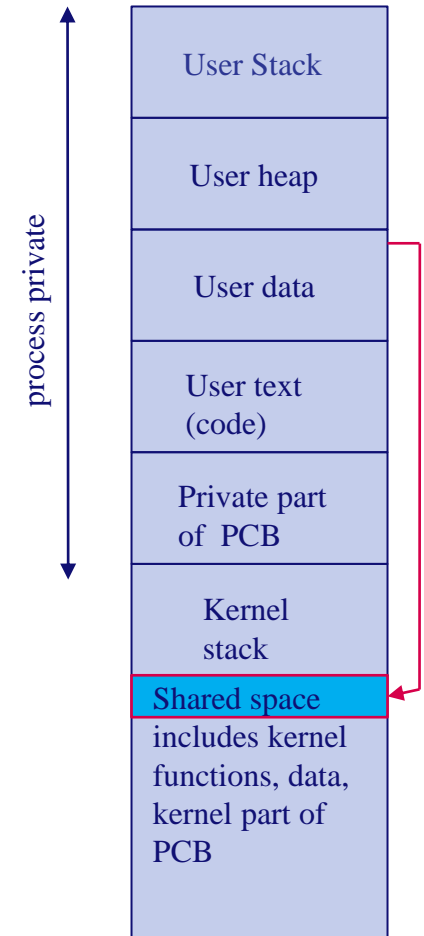 User Stack
User heap
process private
User data
User text
(code)
Private part
of PCB
Kernel
stack
Shared space
includes kernel
functions, data,
kernel part of
PCB